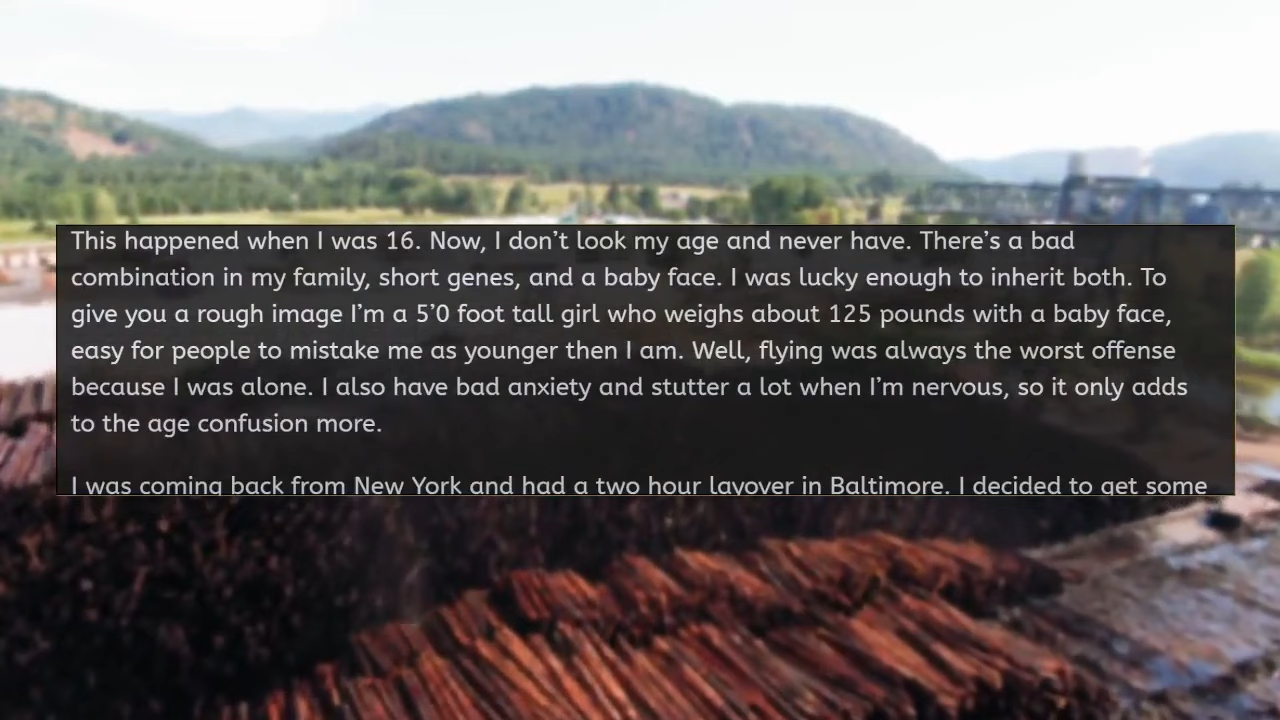 This happened when I was 16. Now, I don’t look my age and never have. There’s a bad
combination in my family, short genes, and a baby face. I was lucky enough to inherit both. To
give you a rough image I’m a 5’0 foot tall girl who weighs about 125 pounds with a baby face,
easy for people to mistake me as younger then I am. Well, flying was always the worst offense
because I was alone. I also have bad anxiety and stutter a lot when I’m nervous, so it only adds
to the age confusion more.
I was coming back from New York and had a two hour layover in Baltimore. I decided to get some